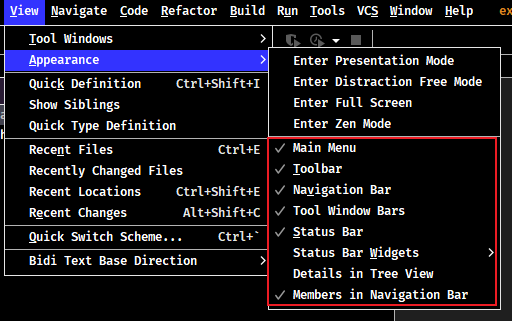 View Navigate Code Refactor Build Run Tools VCS Window Help ex
Tool Windows
Appearance
Quick Definition Ctrl+Shift+I
Show Siblings
Quick Type Definition
Recent Files Ctrl+E
Recently Changed Files
Recent Locations Ctrl+Shift+E
Recent Changes Alt+Shift+C
Quick Switch Scheme... Ctrl+`
Bidi Text Base Direction
Enter Presentation Mode
Enter Distraction Free Mode
Enter Full Screen
Enter Zen Mode
Main Menu
Toolbar
Navigation Bar
Tool Window Bars
Status Bar
Status Bar Widgets
Details in Tree View
Members in Navigation Bar